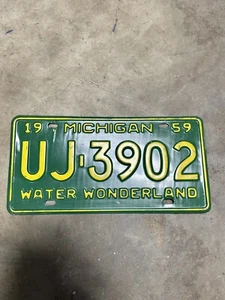 19 MICHIGAN 59
UJ-3902
WATER WONDERLAND